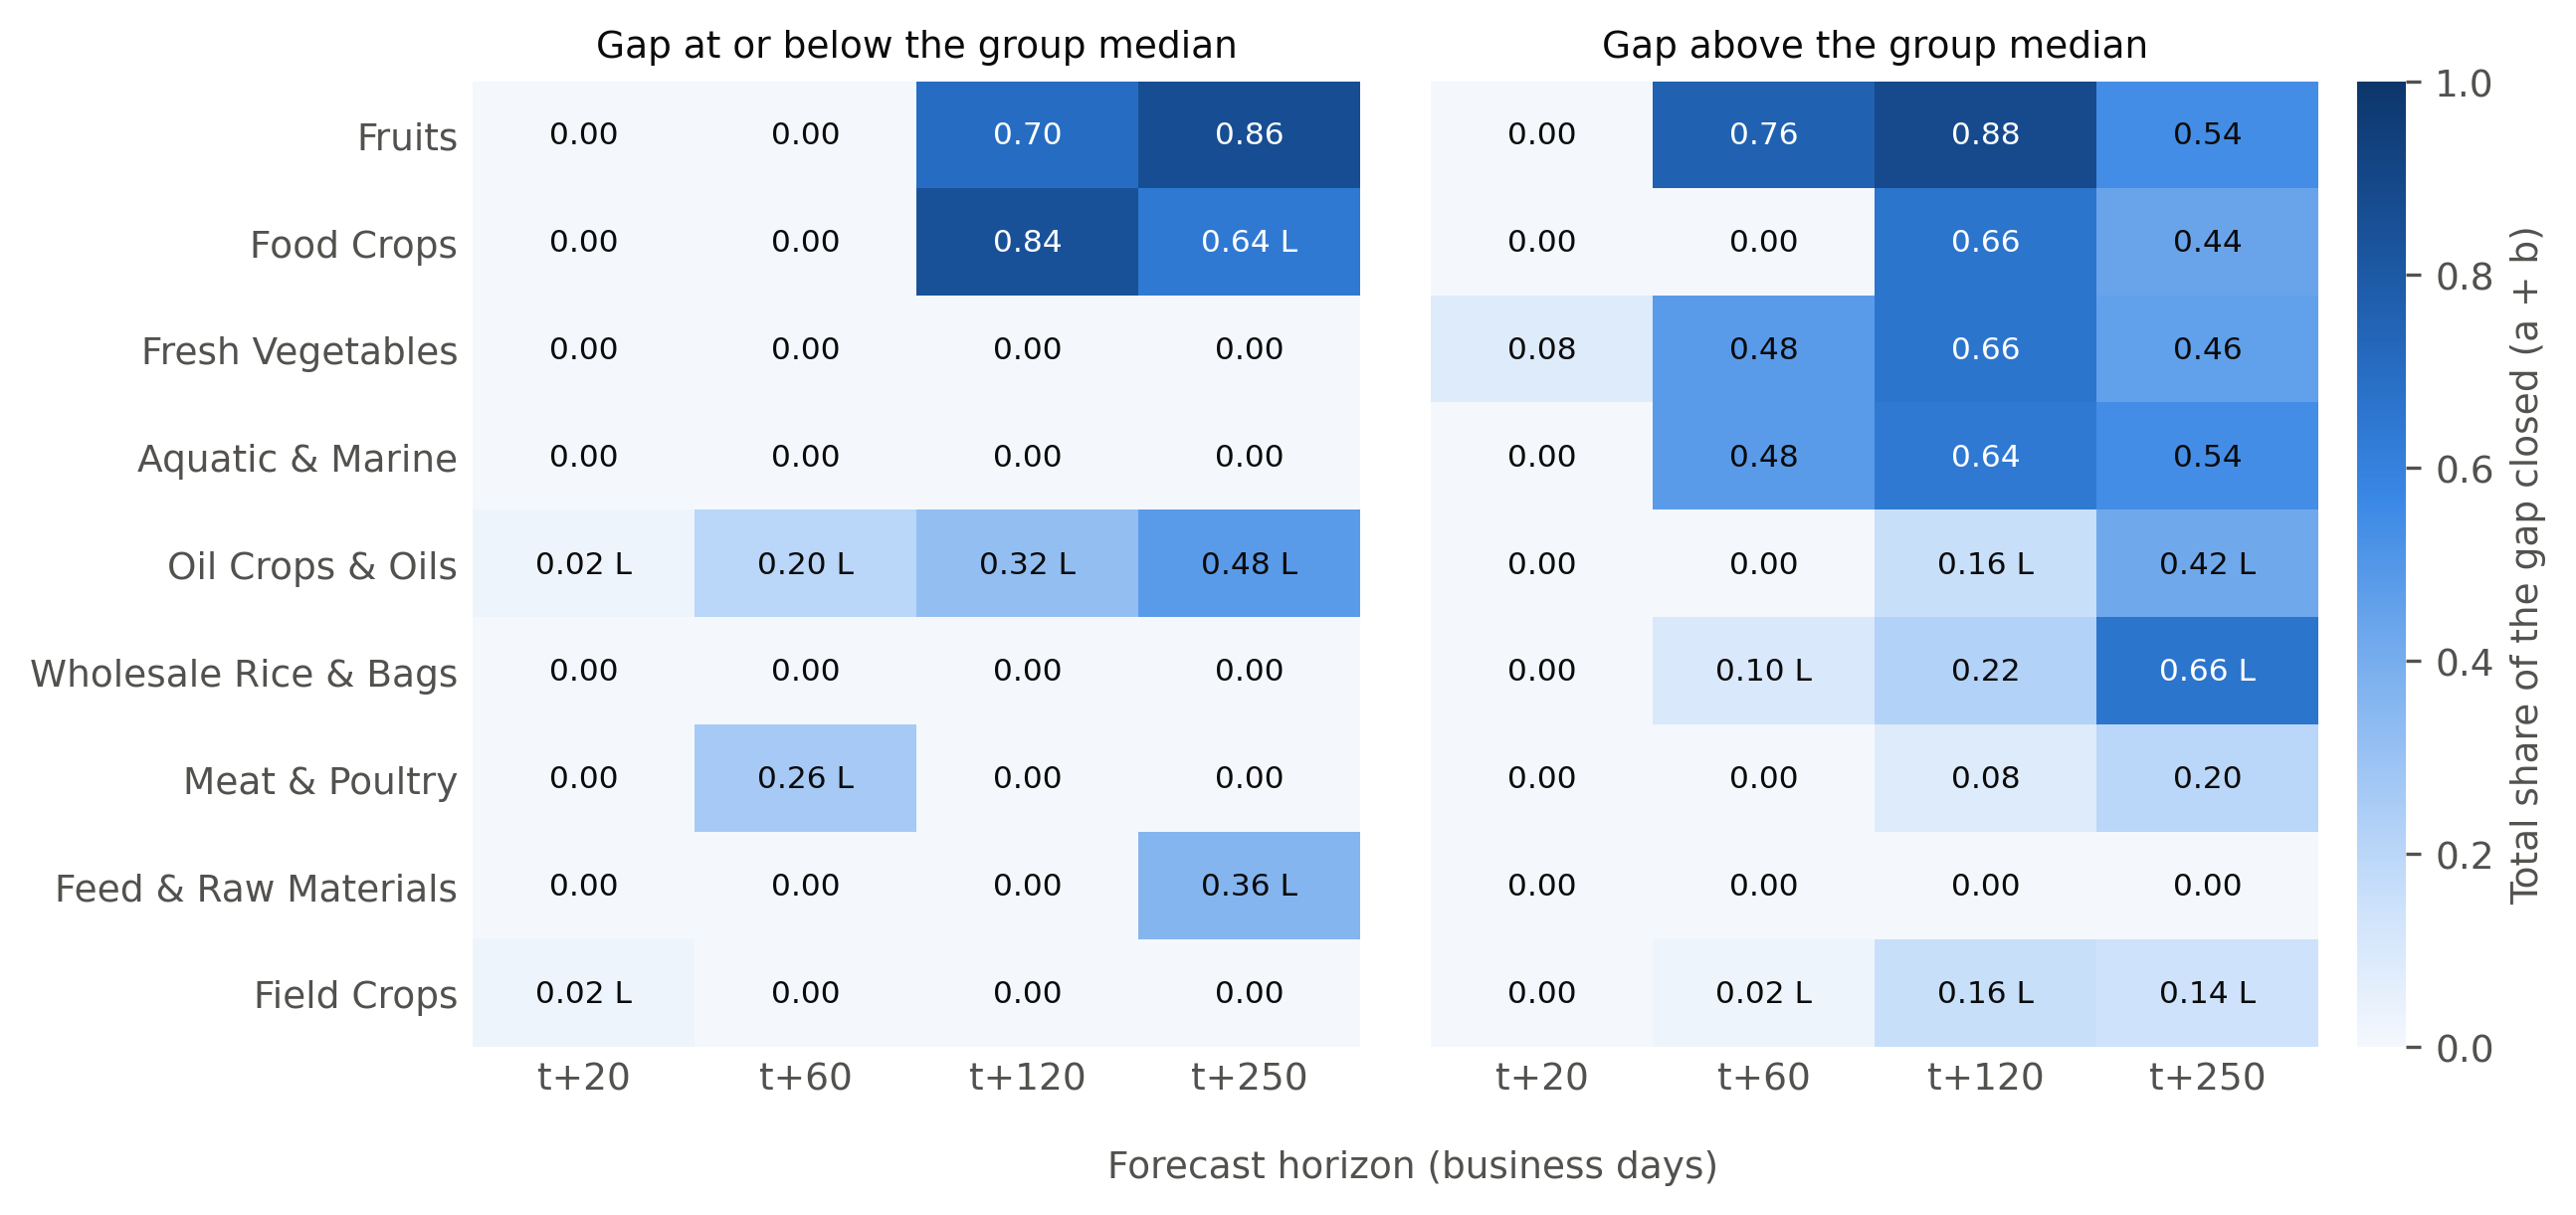 Gap at or below the group median
Gap above the group median
Fruits 0.00 0.00 0.70 0.86 0.00 0.76 0.88 0.54
Food Crops 0.00 0.00 0.84 0.64 L 0.00 0.00 0.66 0.44
Fresh Vegetables 0.00 0.00 0.00 0.00 0.08 0.48 0.66 0.46
Aquatic & Marine 0.00 0.00 0.00 0.00 0.00 0.48 0.64 0.54
Oil Crops & Oils 0.02 L 0.20 L 0.32 L 0.48 L 0.00 0.00 0.16 L 0.42 L
Wholesale Rice & Bags 0.00 0.00 0.00 0.00 0.00 0.10 L 0.22 0.66 L
Meat & Poultry 0.00 0.26 L 0.00 0.00 0.00 0.00 0.08 0.20
Feed & Raw Materials 0.00 0.00 0.00 0.36 L 0.00 0.00 0.00 0.00
Field Crops 0.02 L 0.00 0.00 0.00 0.00 0.02 L 0.16 L 0.14 L
t+20 t+60 t+120 t+250 t+20 t+60 t+120 t+250
Forecast horizon (business days)
1.0
0.8
0.6
0.4
0.2
0.0
Total share of the gap closed (a + b)